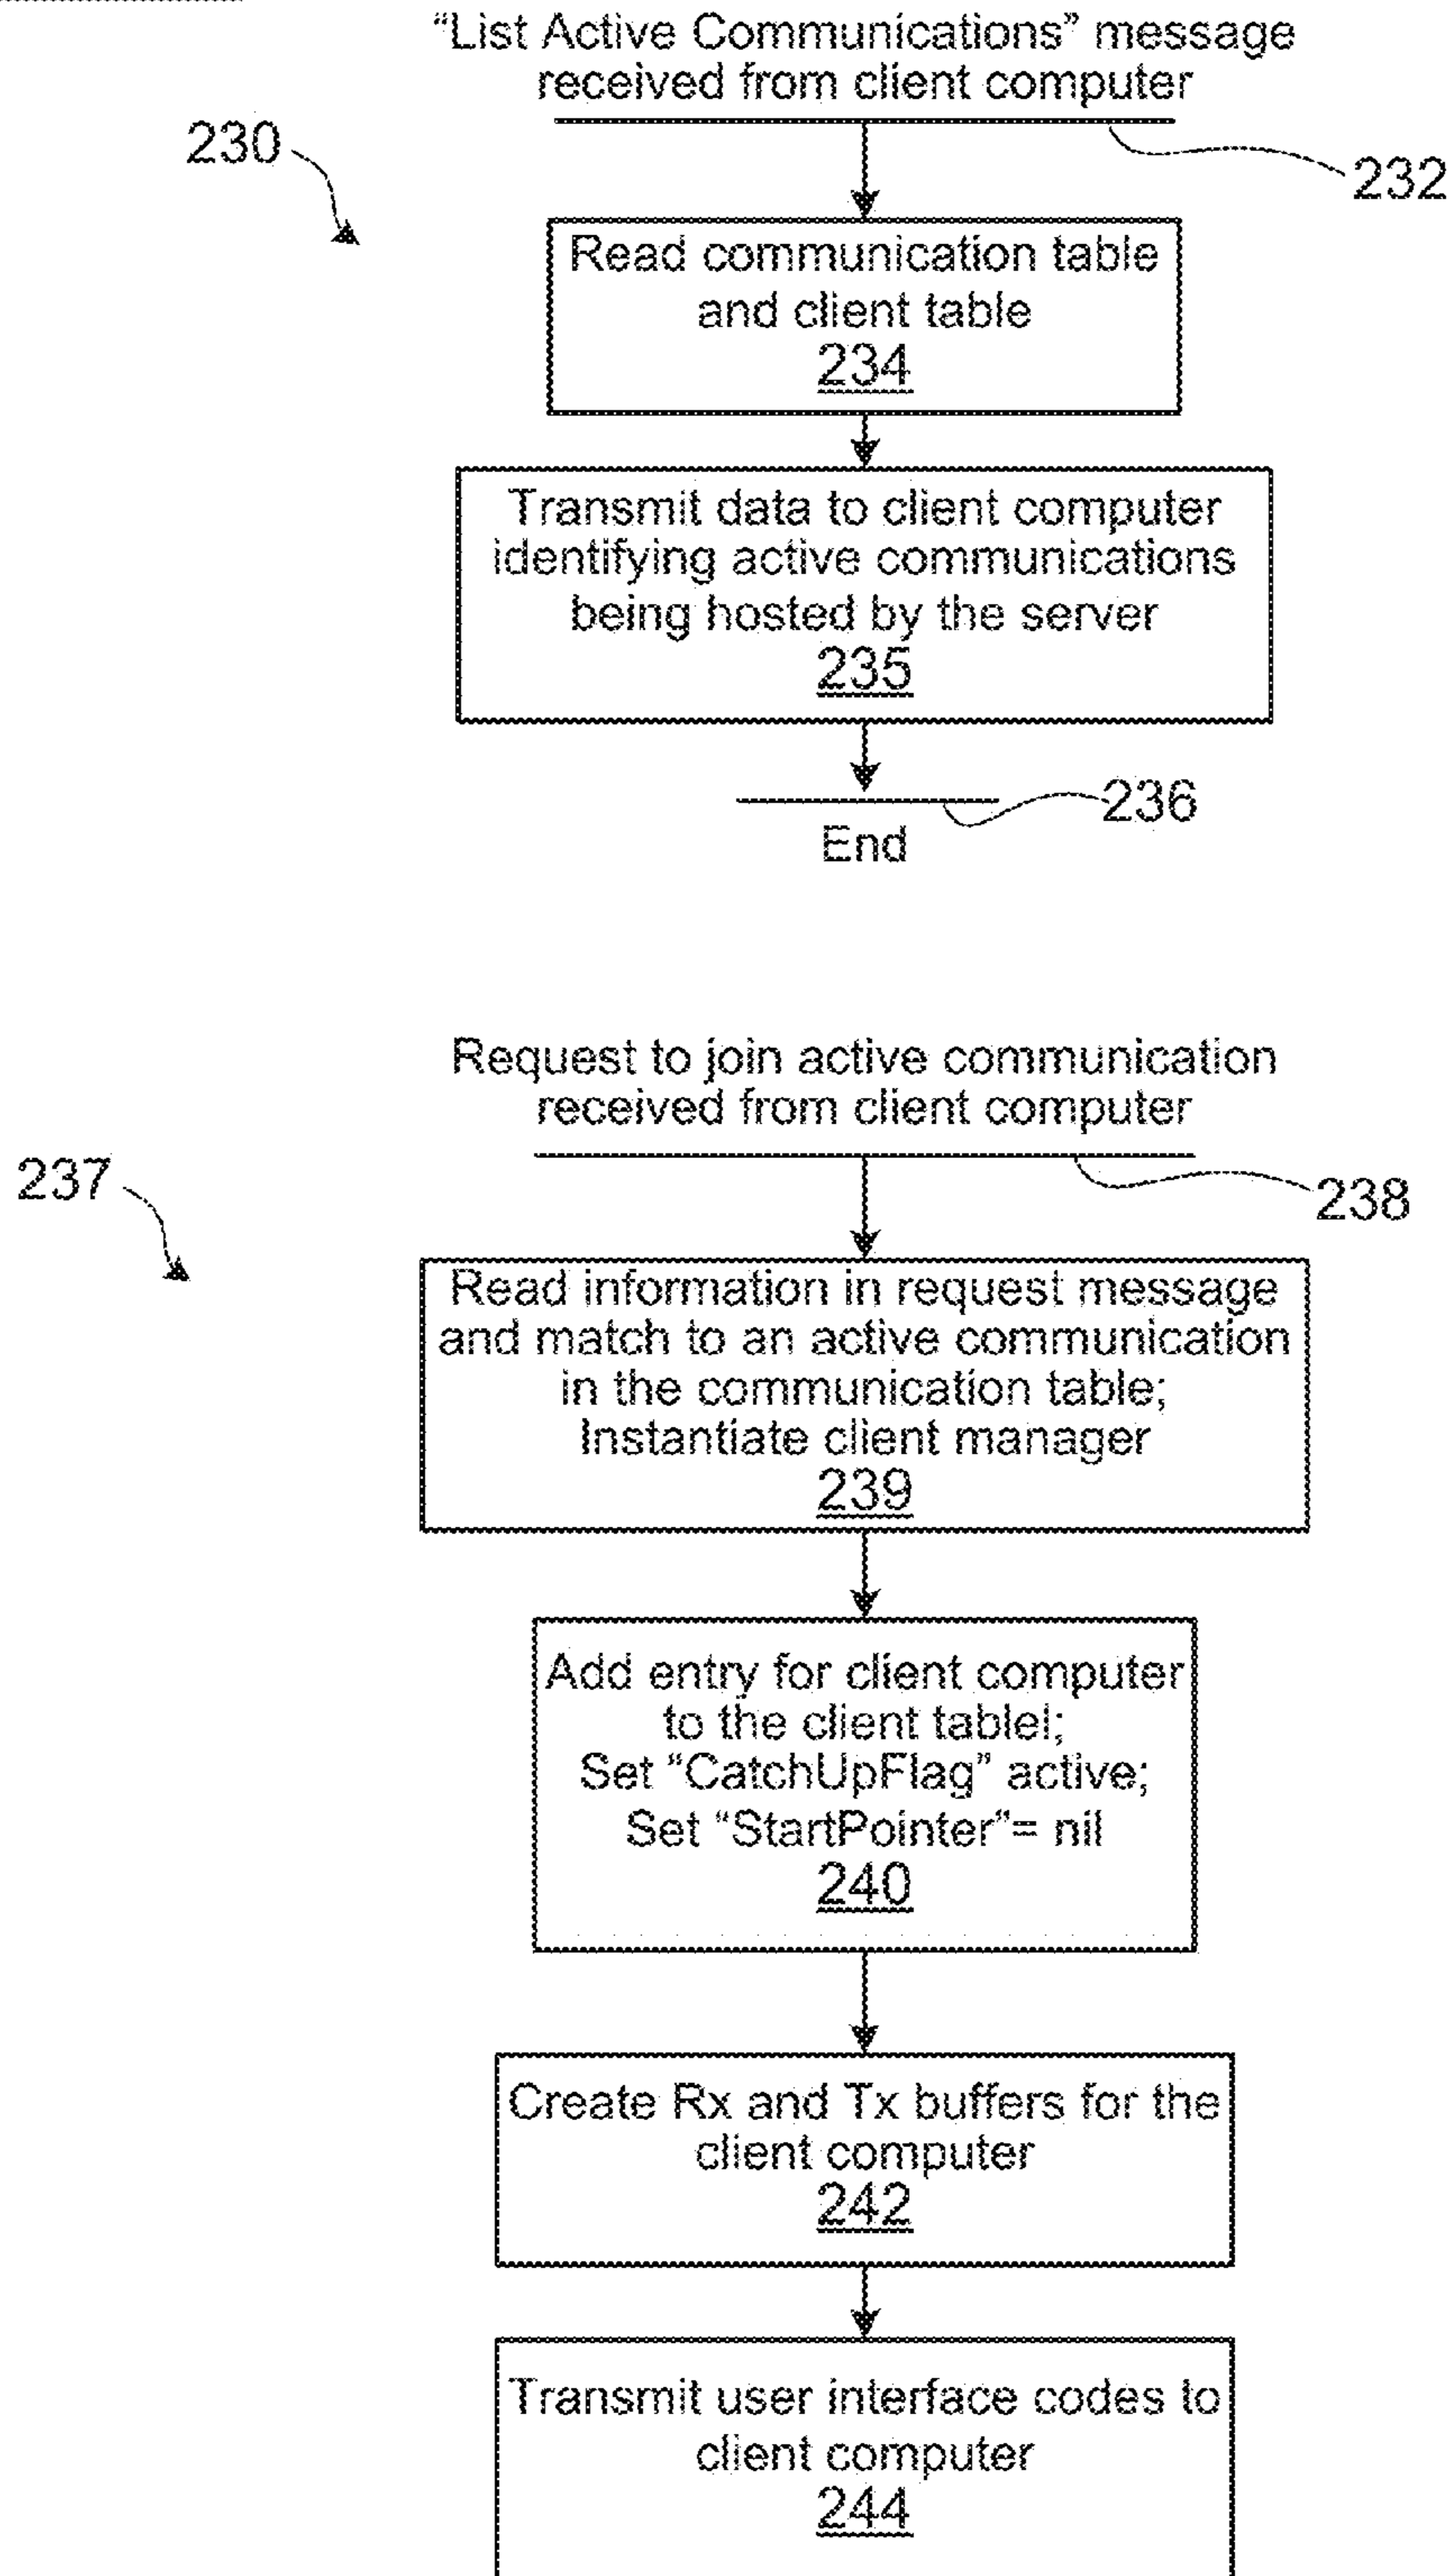 “List Active Communications” message
received from client computer
230
232
Read communication table
and client table
234
Transmit data to client computer
identifying active communications
being hosted by the server
235
236
End
Request to join active communication
received from client computer
237
238
Read information in request message
and match to an active communication
in the communication table;
Instantiate client manager
239
Add entry for client computer
to the client tablel;
Set “CatchUpFlag” active;
Set “StartPointer”= nil
240
Create Rx and Tx buffers for the
client computer
242
Transmit user interface codes to
client computer
244